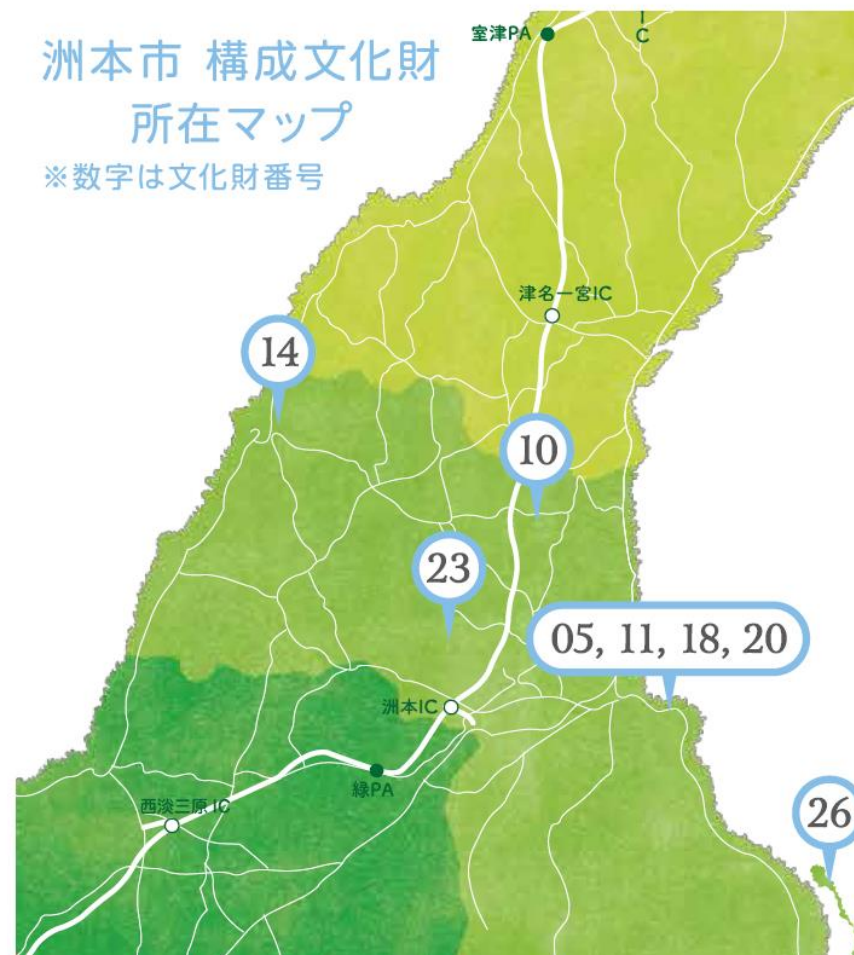 洲本市 構成文化財
所在マップ
※数字は文化財番号
室津PA
IC
津名一宮IC
14
10
23
05, 11, 18, 20
洲本IC
緑PA
西淡三原IC
26